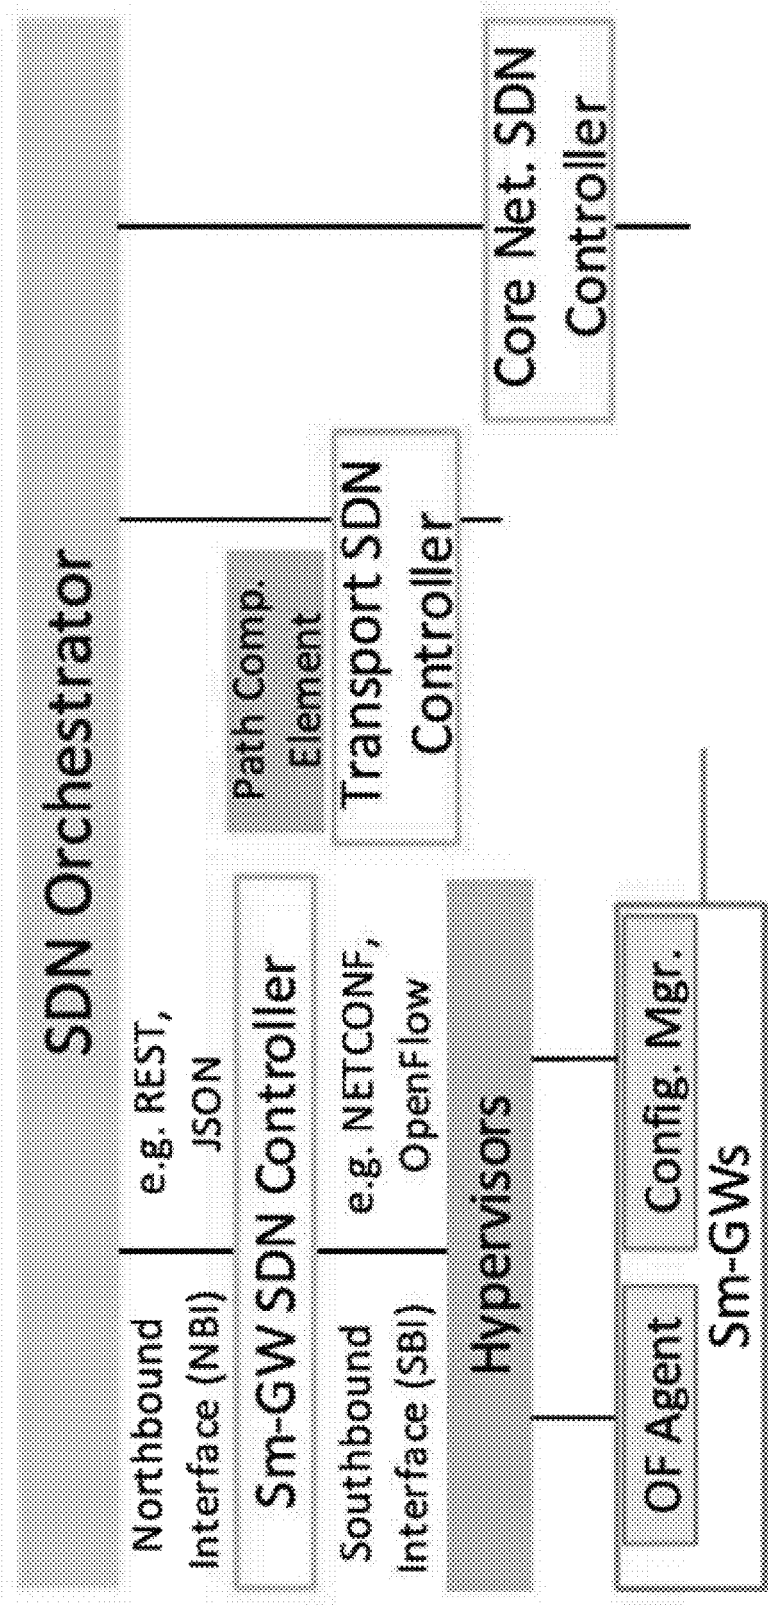 SDN Orchestrator
Northbound
Interface (NBI)
e.g. REST,
JSON
Sm-GW SDN Controller
Southbound
Interface (SBI)
e.g. NETCONF,
OpenFlow
Hypervisors
OF Agent
Config. Mgr.
Sm-GWs
Path Comp.
Element
Transport SDN
Controller
Core Net. SDN
Controller